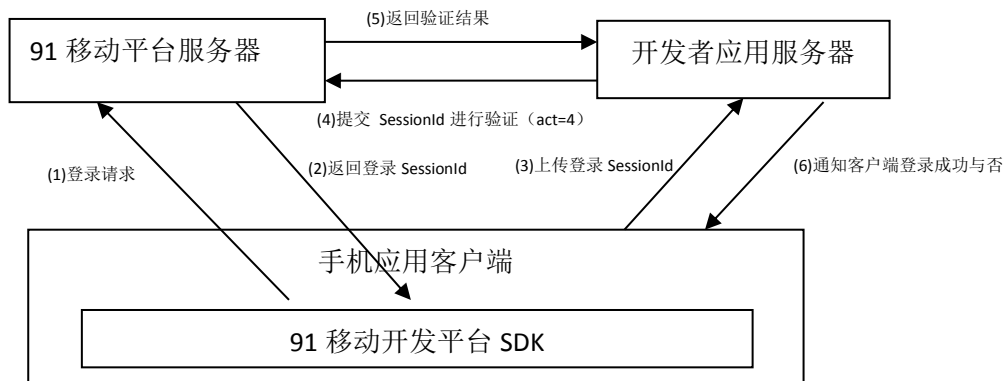 (5)返回验证结果
91 移动平台服务器
开发者应用服务器
(4)提交 SessionId 进行验证（act=4）
(1)登录请求
(2)返回登录 SessionId
(3)上传登录 SessionId
(6)通知客户端登录成功与否
手机应用客户端
91 移动开发平台 SDK